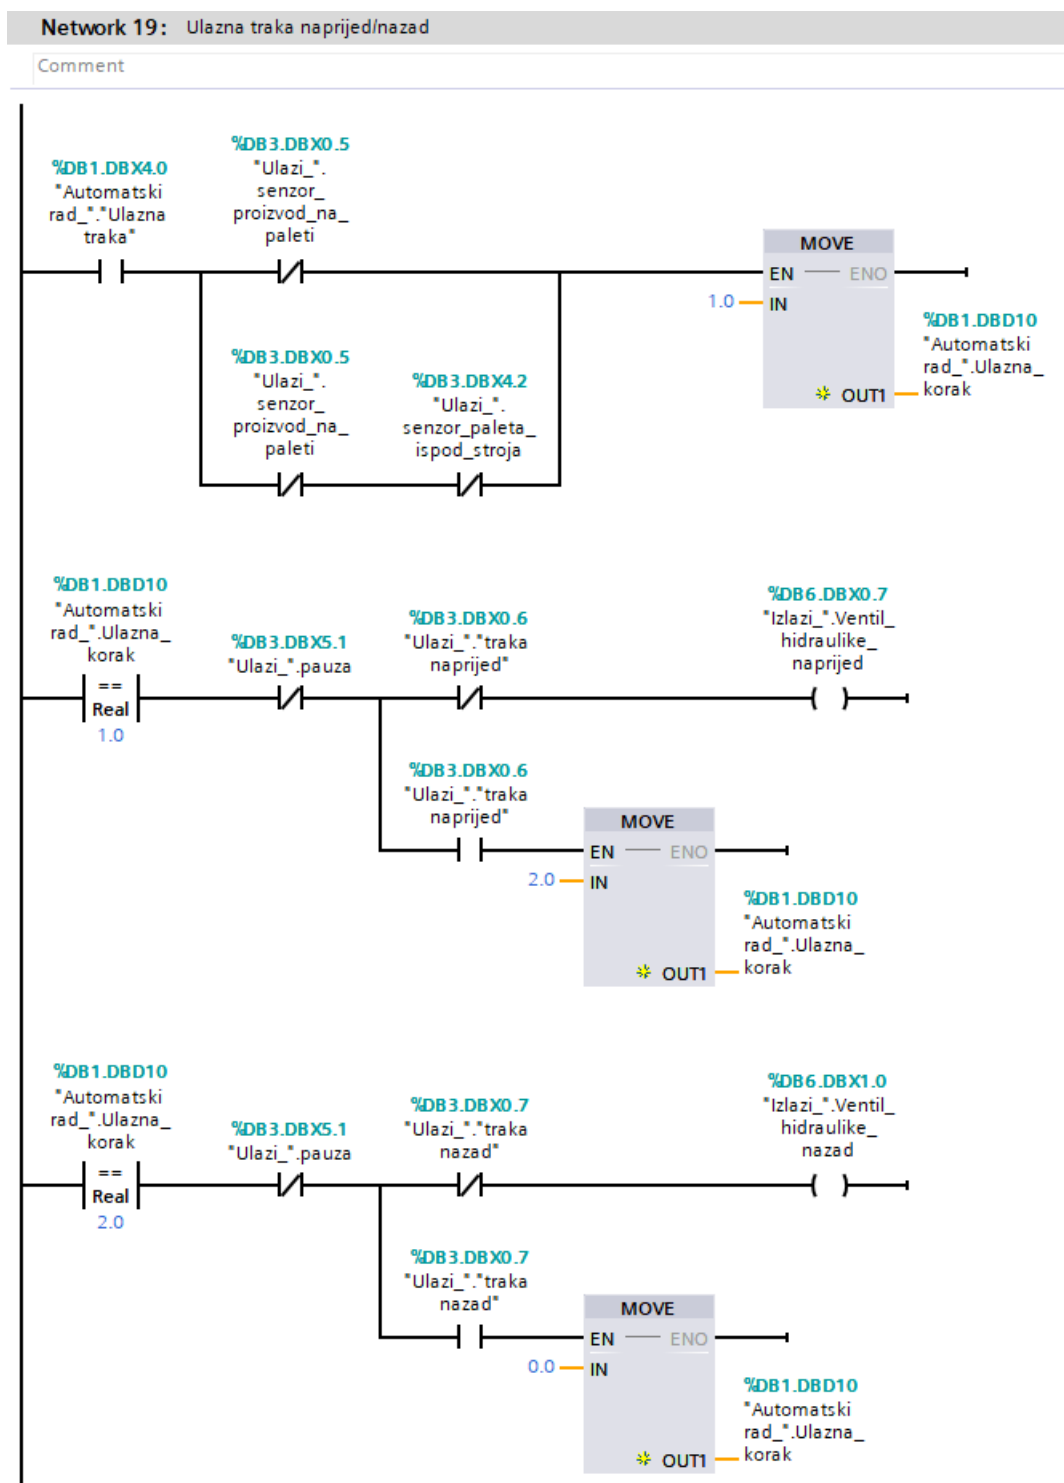 Network 19: Ulazna traka naprijed/nazad
Comment
%DB3.DBX0.5
"Ulazi_".
senzor_
proizvod_na_
paleti
%DB1.DBX4.0
"Automatski
rad_"."Ulazna
traka"
MOVE
EN ENO
1.0 IN
%DB1.DBD10
"Automatski
rad_".Ulazna_
korak
OUT1
%DB3.DBX0.5
"Ulazi_".
senzor_
proizvod_na_
paleti
%DB3.DBX4.2
"Ulazi_".
senzor_paleta_
ispod_stroja
%DB1.DBD10
"Automatski
rad_".Ulazna_
korak
==
Real
1.0
%DB3.DBX5.1
"Ulazi_".pauza
%DB3.DBX0.6
"Ulazi_"."traka
naprijed"
%DB6.DBX0.7
"Izlazi_".Ventil_
hidraulike_
naprijed
%DB3.DBX0.6
"Ulazi_"."traka
naprijed"
MOVE
EN ENO
2.0 IN
%DB1.DBD10
"Automatski
rad_".Ulazna_
korak
OUT1
%DB1.DBD10
"Automatski
rad_".Ulazna_
korak
==
Real
2.0
%DB3.DBX5.1
"Ulazi_".pauza
%DB3.DBX0.7
"Ulazi_"."traka
nazad"
%DB6.DBX1.0
"Izlazi_".Ventil_
hidraulike_
nazad
%DB3.DBX0.7
"Ulazi_"."traka
nazad"
MOVE
EN ENO
0.0 IN
%DB1.DBD10
"Automatski
rad_".Ulazna_
korak
OUT1